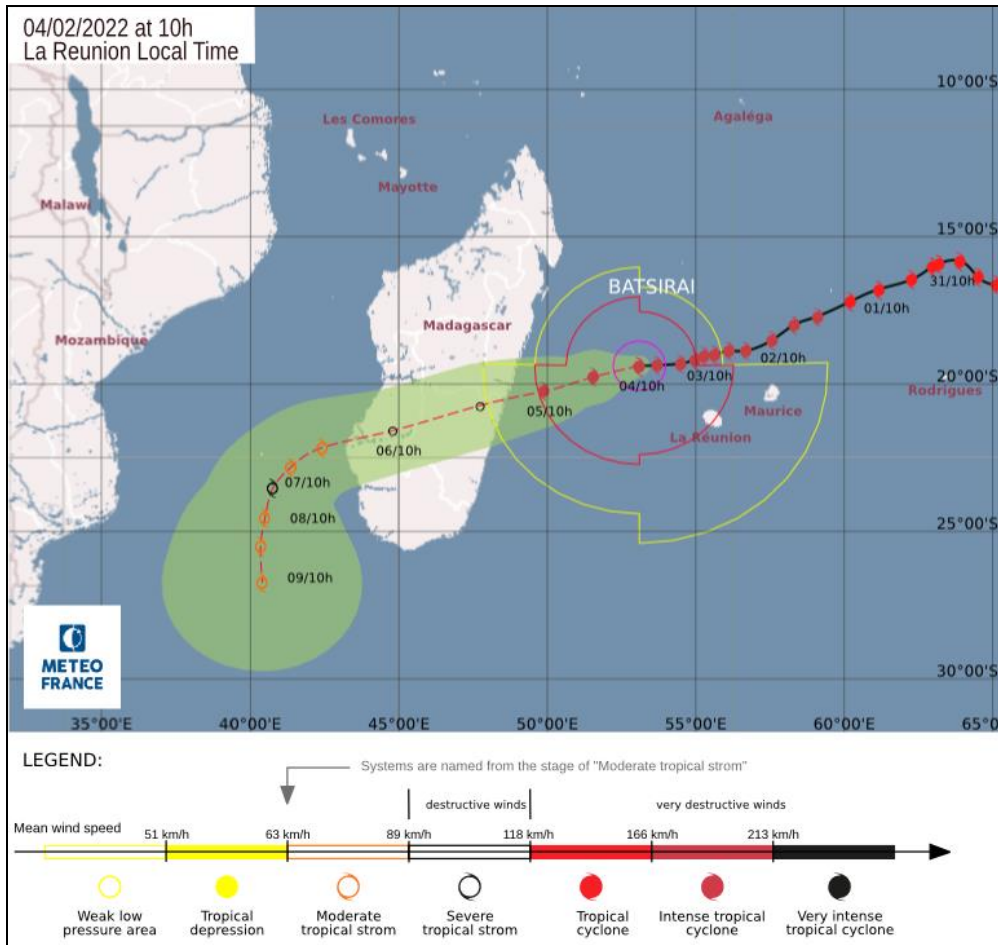 04/02/2022 at 10h
La Reunion Local Time
10°00'S
Les Comores
Agaléga
Mayotte
Malawi
15°00'S
31/10h
BATSIRAI
01/10h
Madagascar
Mozambique
02/10h
03/10h
20°00'S
04/10h
Rodrigues
05/10h
Maurice
La Réunion
06/10h
07/10h
08/10h
25°00'S
09/10h
METEO
FRANCE
30°00'S
35°00'E 40°00'E 45°00'E 50°00'E 55°00'E 60°00'E 65°0
LEGEND:
Systems are named from the stage of "Moderate tropical strom"
destructive winds very destructive winds
Mean wind speed 51 km/h 63 km/h 89 km/h 118 km/h 166 km/h 213 km/h
Weak low pressure area
Tropical depression
Moderate tropical strom
Severe tropical strom
Tropical cyclone
Intense tropical cyclone
Very intense tropical cyclone